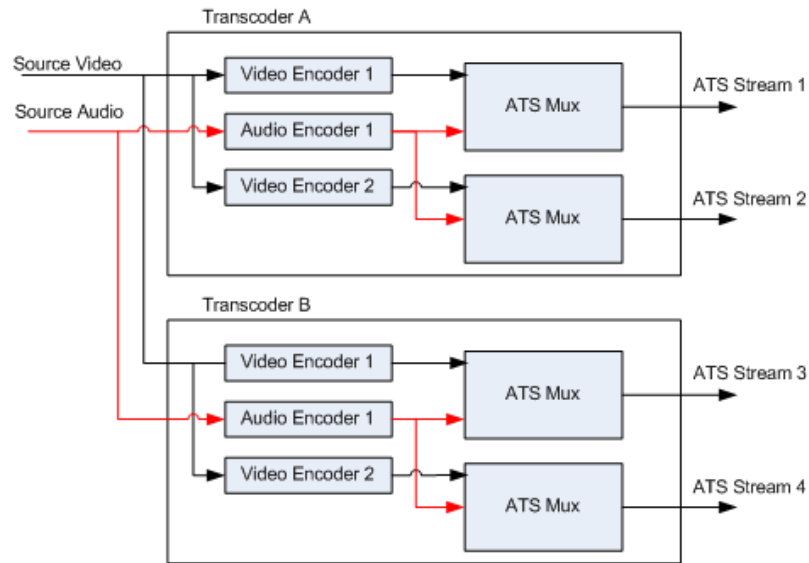 Transcoder A
Source Video
Video Encoder 1
ATS Mux
ATS Stream 1
Source Audio
Audio Encoder 1
Video Encoder 2
ATS Mux
ATS Stream 2
Transcoder B
Video Encoder 1
ATS Mux
ATS Stream 3
Audio Encoder 1
Video Encoder 2
ATS Mux
ATS Stream 4